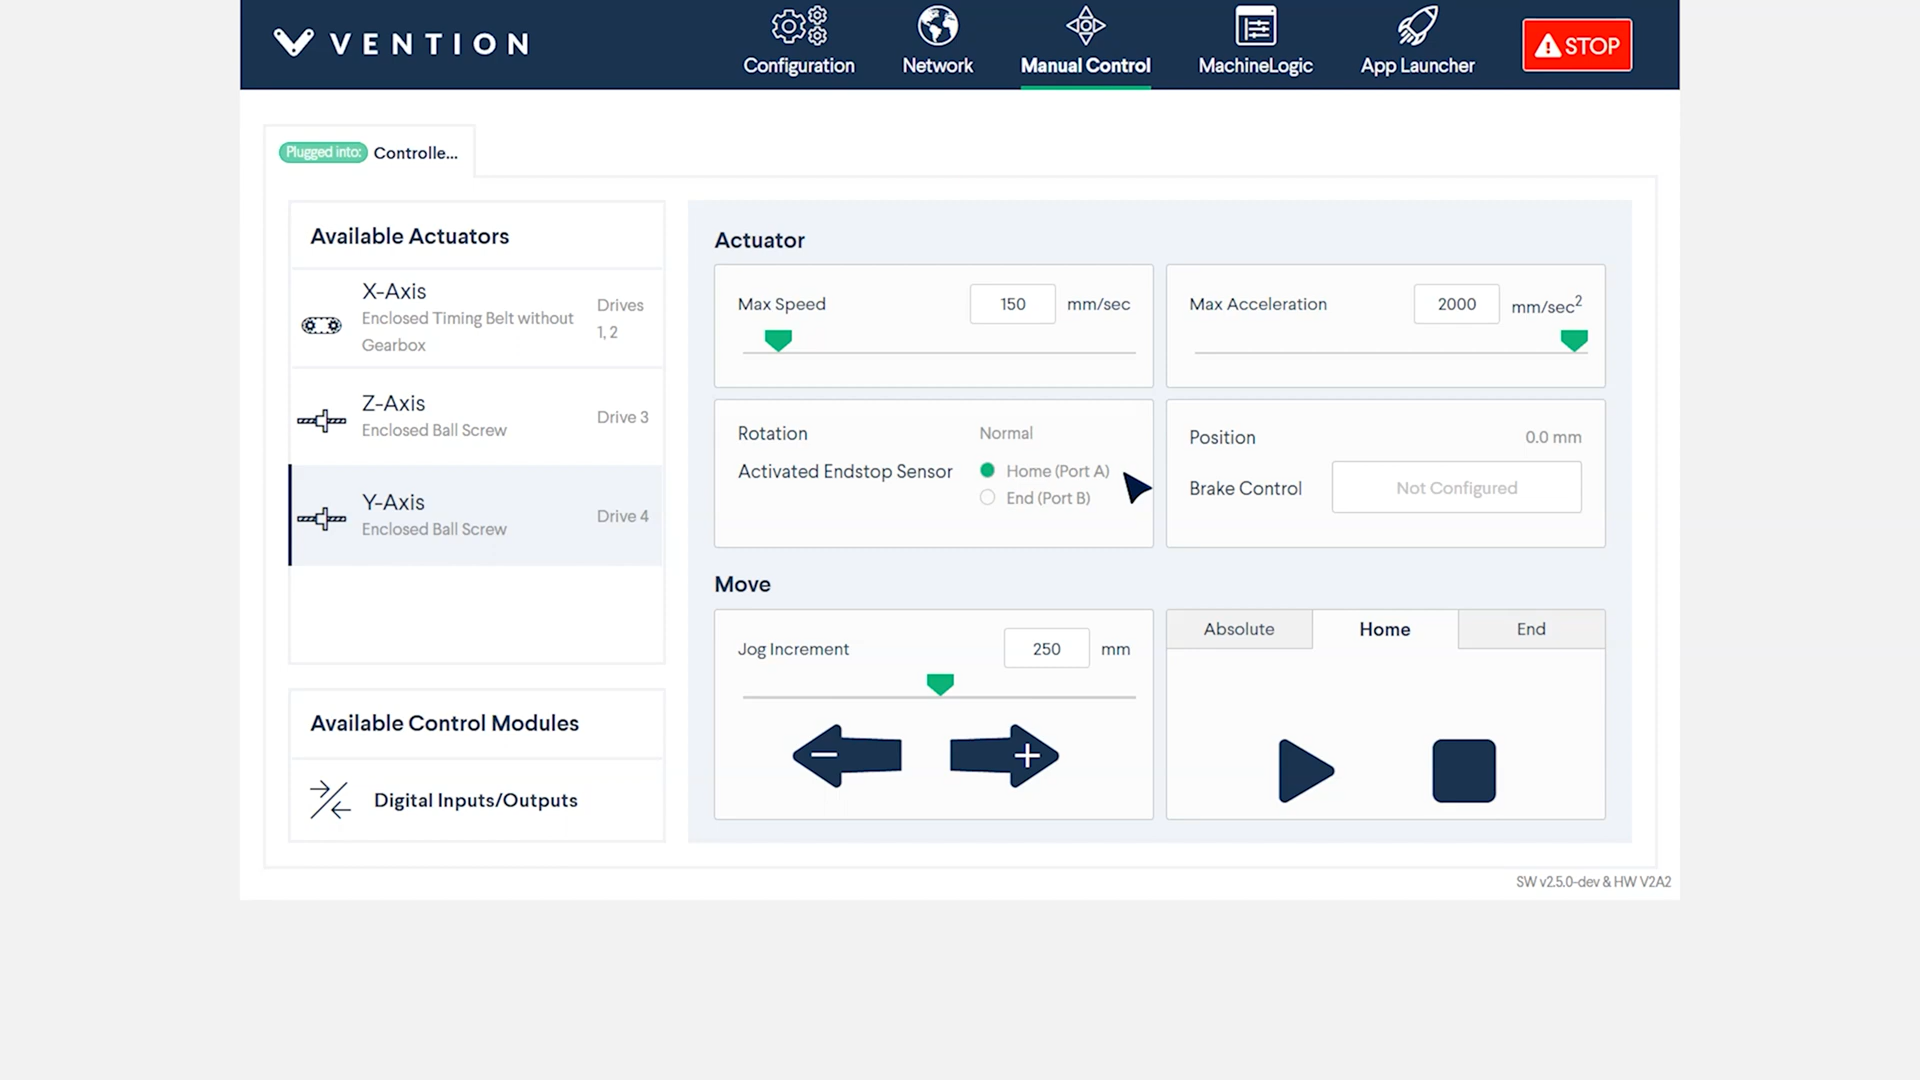 VENTION
Configuration
Network
Manual Control
MachineLogic
App Launcher
STOP
Plugged into: Controlle...
Available Actuators
X-Axis
Enclosed Timing Belt without
Gearbox
Drives
1, 2
Z-Axis
Enclosed Ball Screw
Drive 3
Y-Axis
Enclosed Ball Screw
Drive 4
Available Control Modules
Digital Inputs/Outputs
Actuator
Max Speed 150 mm/sec
Max Acceleration 2000 mm/sec²
Rotation Normal
Activated Endstop Sensor Home (Port A)
End (Port B)
Position 0.0 mm
Brake Control Not Configured
Move
Jog Increment 250 mm
− +
Absolute Home End
SW v2.5.0-dev & HW V2A2